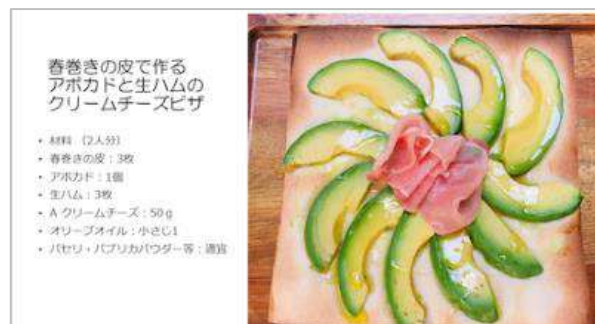 春巻きの皮で作る
アボカドと生ハムの
クリームチーズピザ
• 材料 (2人分)
• 春巻きの皮：3枚
• アボカド：1個
• 生ハム：3枚
• A クリームチーズ：50g
• オリーブオイル：小さじ1
• パセリ・パプリカパウダー等：適宜